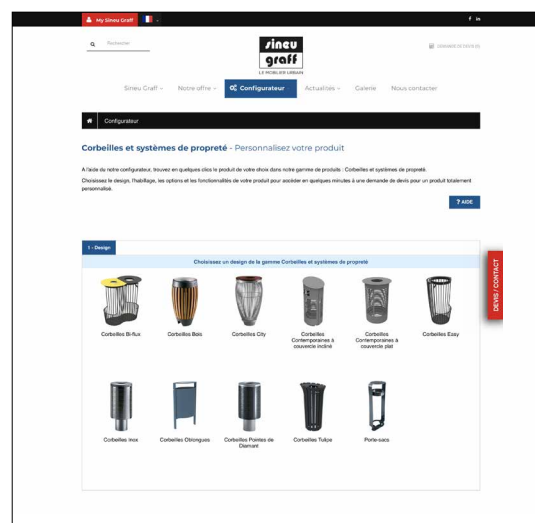 My Sineu Graff
f in
Rechercher
sineu
graff
LE MOBILIER URBAIN
DEMANDE DE DEVIS (0)
Sineu Graff
Notre offre
Configurateur
Actualités
Galerie
Nous contacter
Configurateur
Corbeilles et systèmes de propreté - Personnalisez votre produit
A l'aide du notre configurateur, trouvez en quelques clics le produit de votre choix dans notre gamme de produits : Corbeilles et systèmes de propreté.
Choisissez le design, l'habillage, les options et les fonctionnalités de votre produit pour accéder en quelques minutes à une demande de devis pour un produit totalement
personnalisé.
? AIDE
DEVIS / CONTACT
1 - Design
Choisissez un design de la gamme Corbeilles et systèmes de propreté
Corbeilles Bi-flux
Corbeilles Bois
Corbeilles City
Corbeilles
Contemporaines à
couvercle incliné
Corbeilles
Contemporaines à
couvercle plat
Corbeilles Easy
Corbeilles Inox
Corbeilles Oblongues
Corbeilles Pointes de
Diamant
Corbeilles Tulipe
Porte-sacs